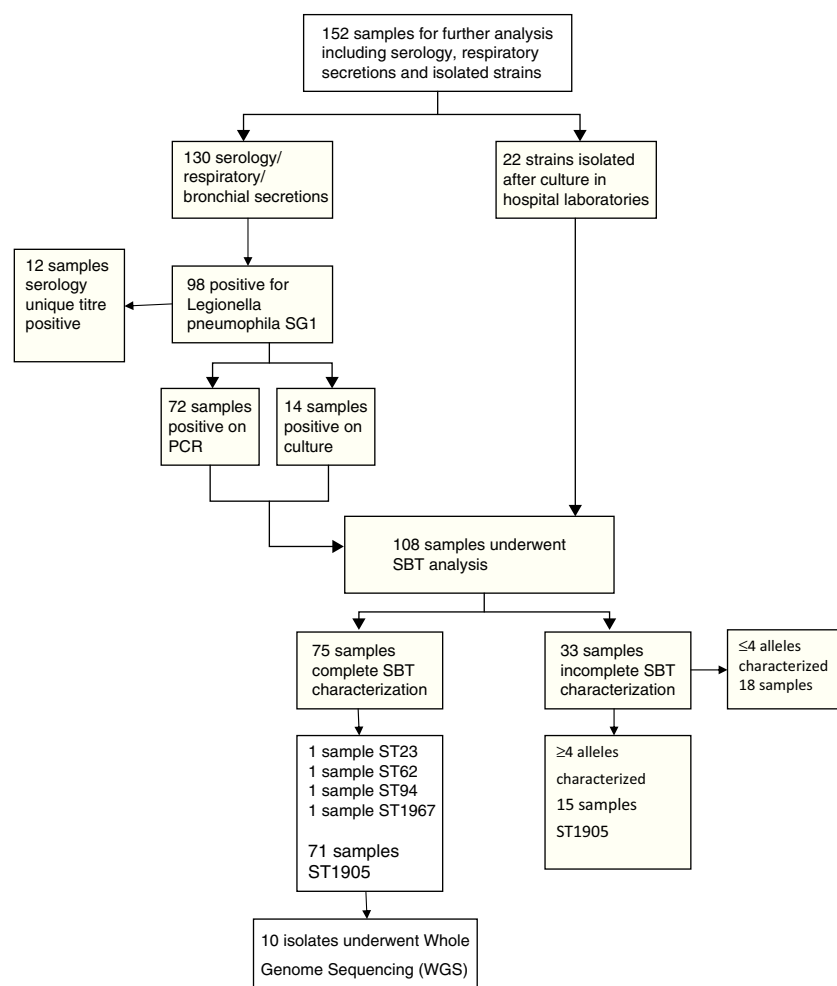 152 samples for further analysis
including serology, respiratory
secretions and isolated strains
130 serology/
respiratory/
bronchial secretions
22 strains isolated
after culture in
hospital laboratories
12 samples
serology
unique titre
positive
98 positive for
Legionella
pneumophila SG1
72 samples
positive on
PCR
14 samples
positive on
culture
108 samples underwent
SBT analysis
75 samples
complete SBT
characterization
33 samples
incomplete SBT
characterization
≤4 alleles
characterized
18 samples
1 sample ST23
1 sample ST62
1 sample ST94
1 sample ST1967
71 samples
ST1905
≥4 alleles
characterized
15 samples
ST1905
10 isolates underwent Whole
Genome Sequencing (WGS)